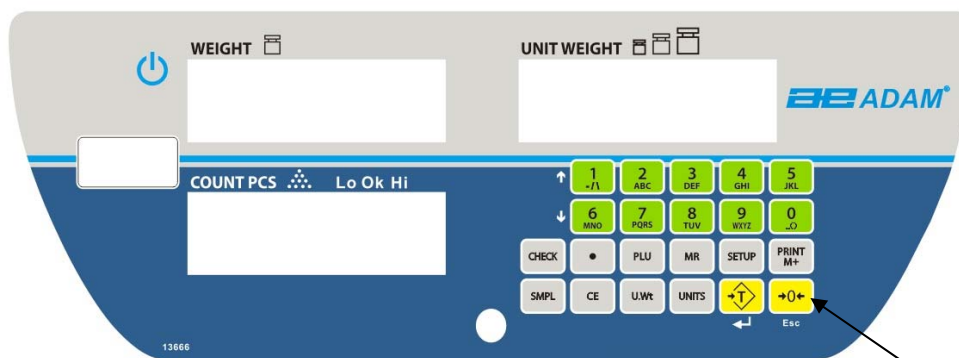 WEIGHT
UNIT WEIGHT
ae ADAM®
COUNT PCS Lo Ok Hi
1 2 3 4 5
-/\ ABC DEF GHI JKL
6 7 8 9 0
MNO PQRS TUV WXYZ _.()
CHECK • PLU MR SETUP PRINT M+
SMPL CE U.Wt UNITS →T← →0←
Esc
13666